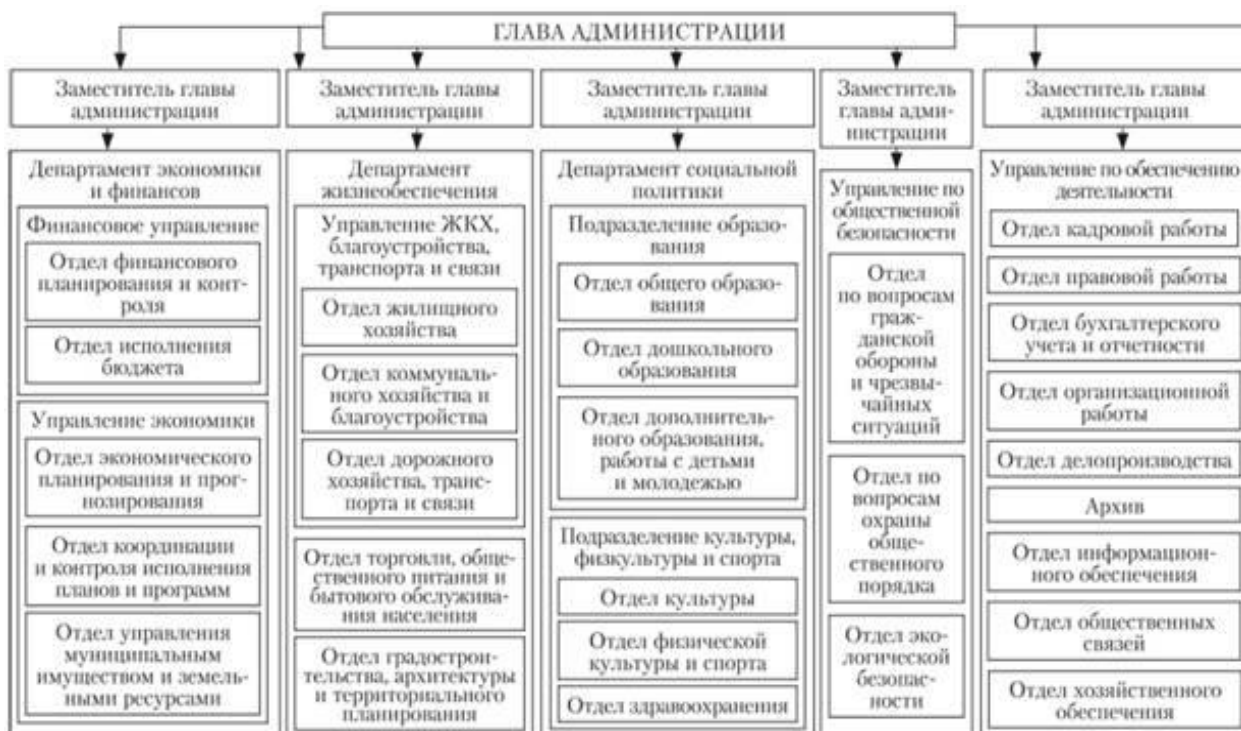 ГЛАВА АДМИНИСТРАЦИИ
Заместитель главы
администрации
Департамент экономики
и финансов
Финансовое управление
Отдел финансового
планирования и конт-
роля
Отдел исполнения
бюджета
Управление экономики
Отдел экономического
планирования и прог-
нозирования
Отдел координации
и контроля исполнения
планов и программ
Отдел управления
муниципальным
имуществом и земель-
ными ресурсами
Заместитель главы
администрации
Департамент
жизнеобеспечения
Управление ЖКХ,
благоустройства,
транспорта и связи
Отдел жилищного
хозяйства
Отдел коммуналь-
ного хозяйства и
благоустройства
Отдел дорожного
хозяйства, транс-
порта и связи
Отдел торговли, общ-
ественного питания и
бытового обслужива-
ния населения
Отдел градострои-
тельства, архитектуры
и территориального
планирования
Заместитель главы
администрации
Департамент социальной
политики
Подразделение образо-
вания
Отдел общего образо-
вания
Отдел дошкольного
образования
Отдел дополнитель-
ного образования,
работы с детьми
и молодежью
Подразделение культуры,
физкультуры и спорта
Отдел культуры
Отдел физической
культуры и спорта
Отдел здравоохранения
Заместитель
главы адми-
нистрации
Управление по
общественной
безопасности
Отдел
по вопросам
граж-
данской
обороны
и чрезвы-
чайных
ситуаций
Отдел по
вопросам
охраны
обще-
ственного
порядка
Отдел эко-
логической
безопас-
ности
Заместитель главы
администрации
Управление по обеспечению
деятельности
Отдел кадровой работы
Отдел правовой работы
Отдел бухгалтерского
учета и отчетности
Отдел организационной
работы
Отдел делопроизводства
Архив
Отдел информацион-
ного обеспечения
Отдел общественных
связей
Отдел хозяйственного
обеспечения